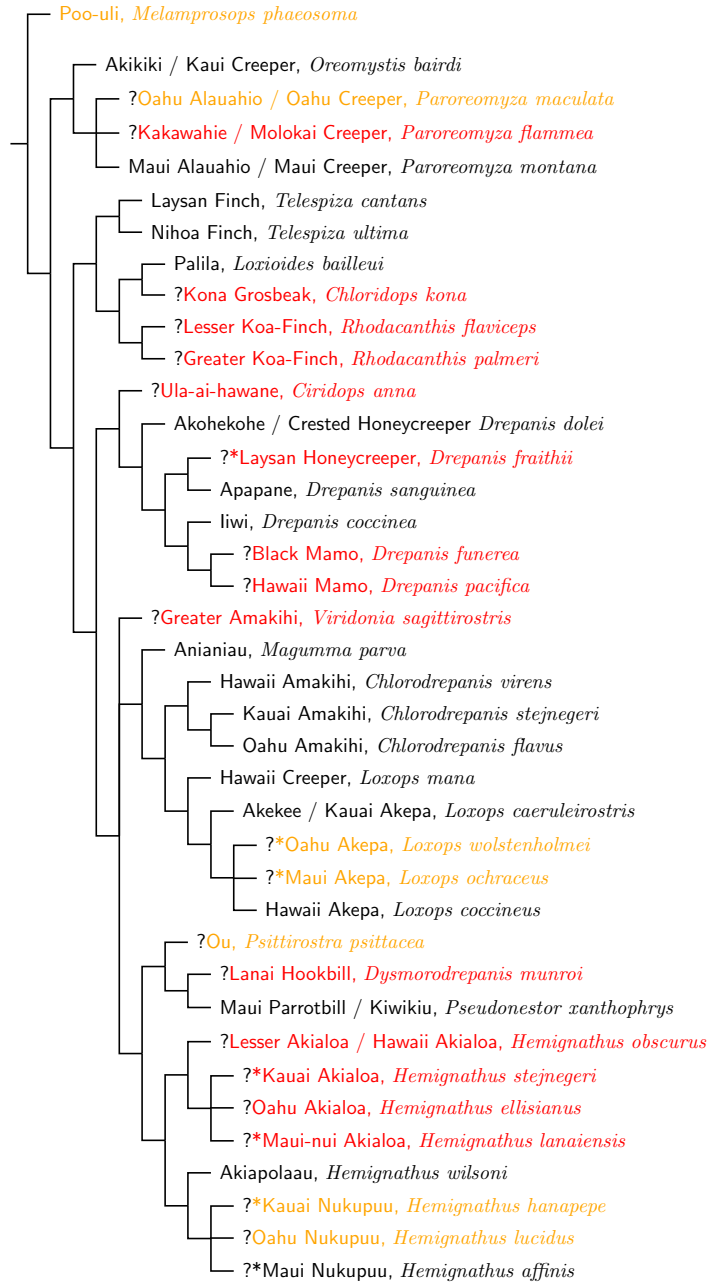 Poo-uli, Melamprosops phaeosoma
Akikiki / Kaui Creeper, Oreomystis bairdi
?Oahu Alauahio / Oahu Creeper, Paroreomyza maculata
?Kakawahie / Molokai Creeper, Paroreomyza flammea
Maui Alauahio / Maui Creeper, Paroreomyza montana
Laysan Finch, Telespiza cantans
Nihoa Finch, Telespiza ultima
Palila, Loxioides bailleui
?Kona Grosbeak, Chloridops kona
?Lesser Koa-Finch, Rhodacanthis flaviceps
?Greater Koa-Finch, Rhodacanthis palmeri
?Ula-ai-hawane, Ciridops anna
Akohekohe / Crested Honeycreeper Drepanis dolei
?*Laysan Honeycreeper, Drepanis fraithii
Apapane, Drepanis sanguinea
Iiwi, Drepanis coccinea
?Black Mamo, Drepanis funerea
?Hawaii Mamo, Drepanis pacifica
?Greater Amakihi, Viridonia sagittirostris
Anianiau, Magumma parva
Hawaii Amakihi, Chlorodrepanis virens
Kauai Amakihi, Chlorodrepanis stejnegeri
Oahu Amakihi, Chlorodrepanis flavus
Hawaii Creeper, Loxops mana
Akekee / Kauai Akepa, Loxops caeruleirostris
?*Oahu Akepa, Loxops wolstenholmei
?*Maui Akepa, Loxops ochraceus
Hawaii Akepa, Loxops coccineus
?Ou, Psittirostra psittacea
?Lanai Hookbill, Dysmorodrepanis munroi
Maui Parrotbill / Kiwikiu, Pseudonestor xanthophrys
?Lesser Akialoa / Hawaii Akialoa, Hemignathus obscurus
?*Kauai Akialoa, Hemignathus stejnegeri
?Oahu Akialoa, Hemignathus ellisianus
?*Maui-nui Akialoa, Hemignathus lanaiensis
Akiapolaau, Hemignathus wilsoni
?*Kauai Nukupuu, Hemignathus hanapepe
?Oahu Nukupuu, Hemignathus lucidus
?*Maui Nukupuu, Hemignathus affinis